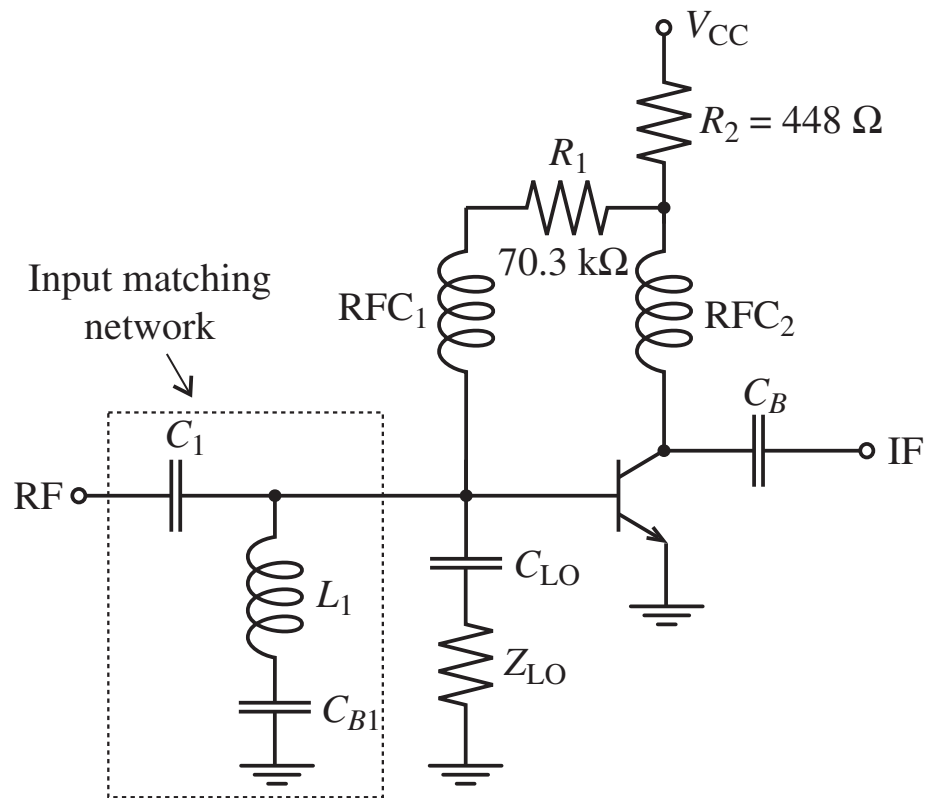 V_CC
R_2 = 448 Ω
R_1
70.3 kΩ
Input matching
network
RFC_1
RFC_2
C_1
C_B
RF
IF
C_LO
L_1
Z_LO
C_B1